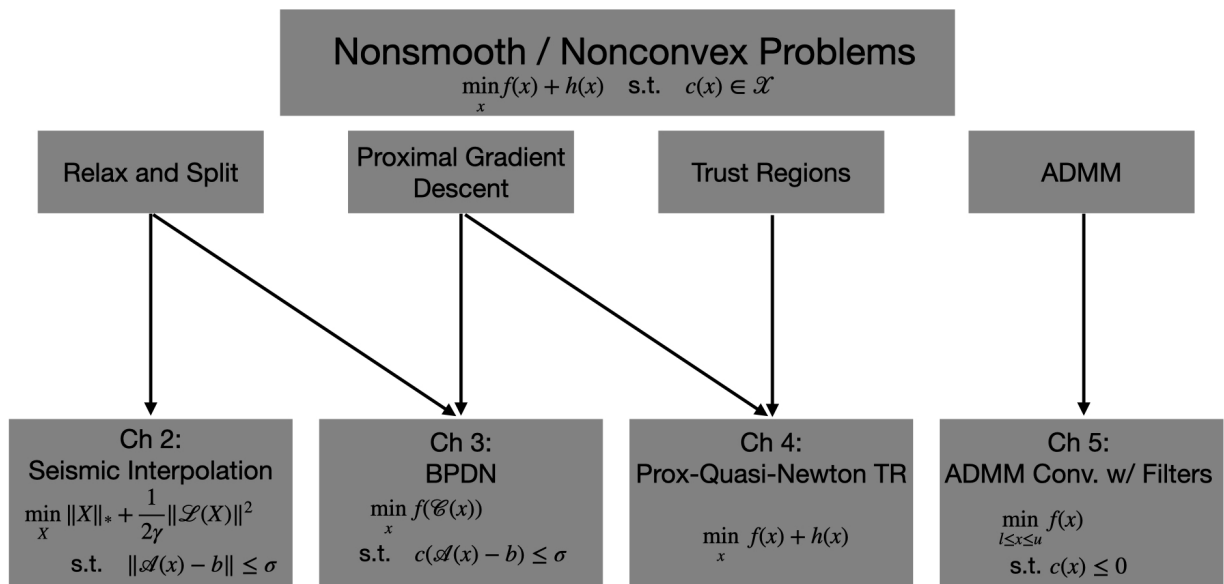 Nonsmooth / Nonconvex Problems
min_x f(x) + h(x) s.t. c(x) ∈ 𝒳
Relax and Split
Proximal Gradient
Descent
Trust Regions
ADMM
Ch 2:
Seismic Interpolation
min_X ‖X‖_* + 1/(2γ) ‖ℒ(X)‖²
s.t. ‖𝒜(x) − b‖ ≤ σ
Ch 3:
BPDN
min_x f(𝒞(x))
s.t. c(𝒜(x) − b) ≤ σ
Ch 4:
Prox-Quasi-Newton TR
min_x f(x) + h(x)
Ch 5:
ADMM Conv. w/ Filters
min_{l≤x≤u} f(x)
s.t. c(x) ≤ 0